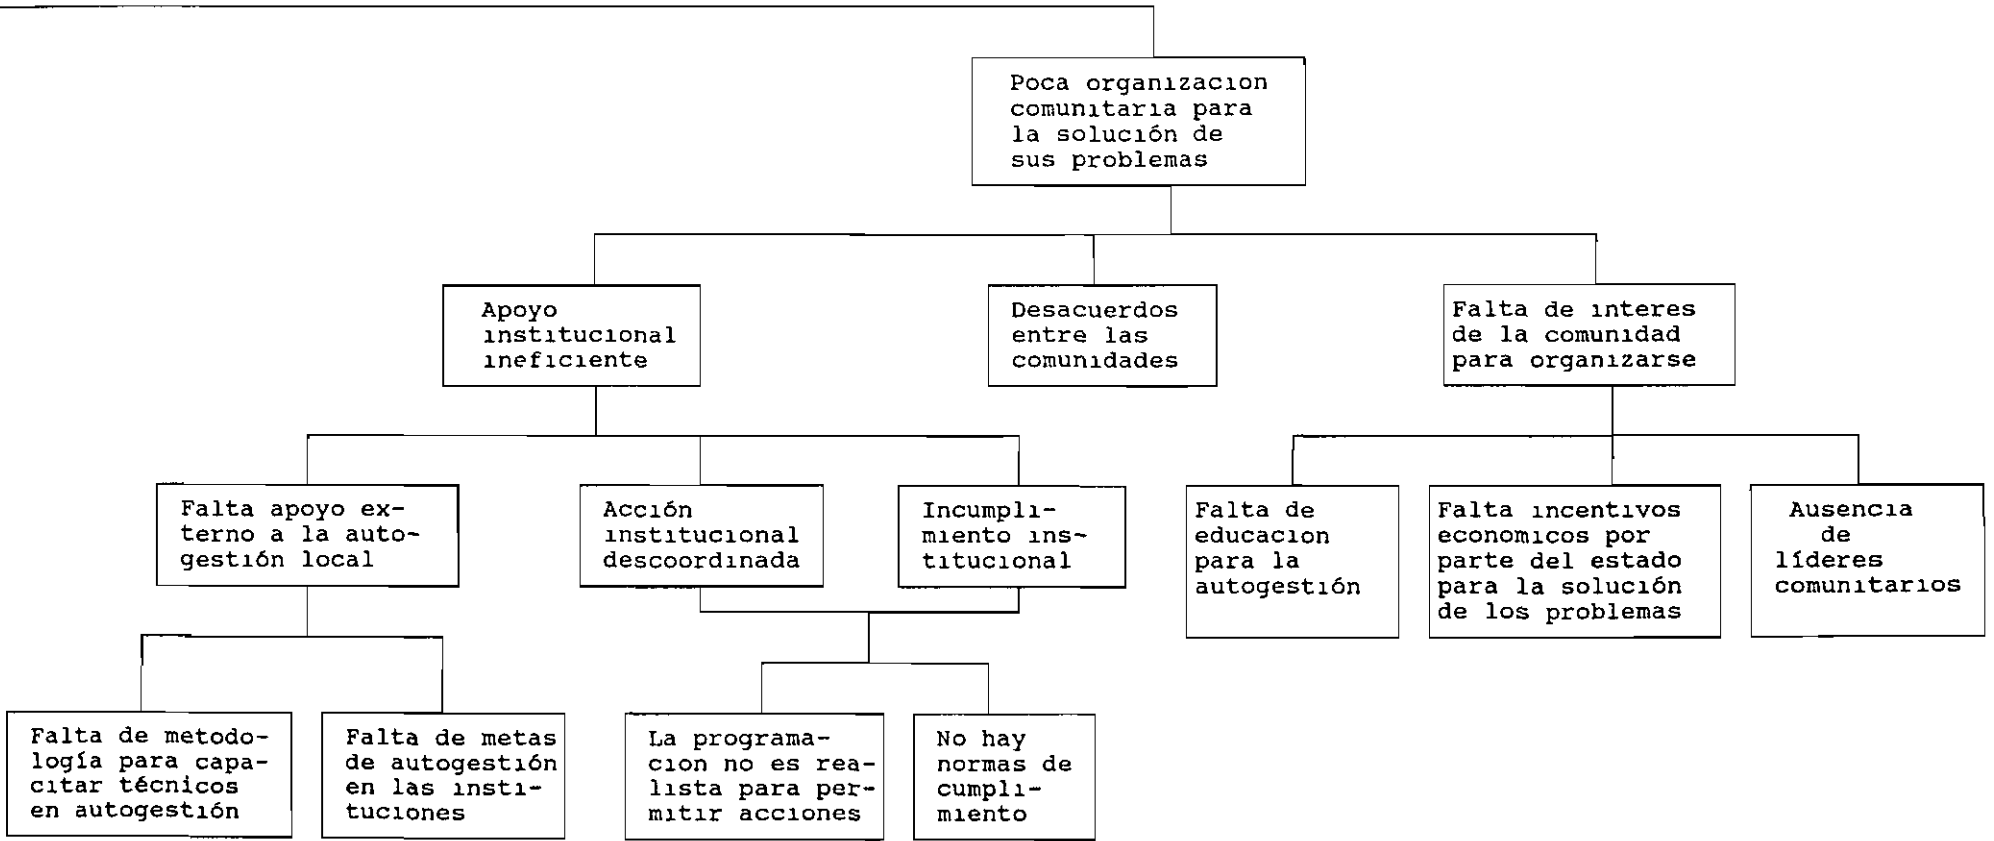 Poca organizacion
comunitaria para
la solución de
sus problemas
Apoyo
institucional
ineficiente
Desacuerdos
entre las
comunidades
Falta de interes
de la comunidad
para organizarse
Falta apoyo ex-
terno a la auto-
gestión local
Acción
institucional
descoordinada
Incumpli-
miento ins-
titucional
Falta de
educacion
para la
autogestión
Falta incentivos
economicos por
parte del estado
para la solución
de los problemas
Ausencia
de
líderes
comunitarios
Falta de metodo-
logía para capa-
citar técnicos
en autogestión
Falta de metas
de autogestión
en las insti-
tuciones
La programa-
cion no es rea-
lista para per-
mitir acciones
No hay
normas de
cumpli-
miento